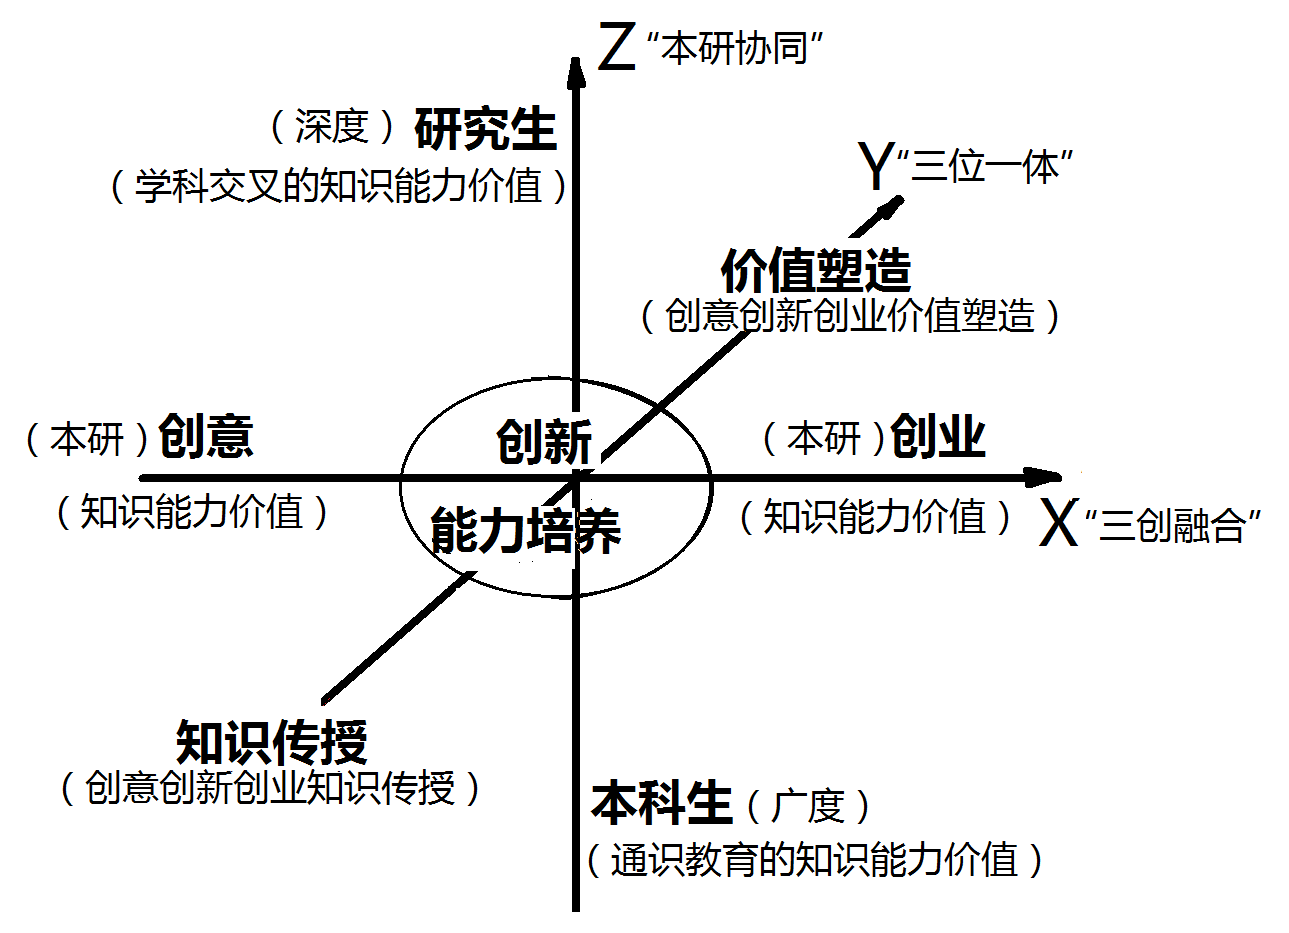 Z“本研协同”
（深度）研究生
（学科交叉的知识能力价值）
Y“三位一体”
价值塑造
（创意创新创业价值塑造）
（本研）创意
创新
（本研）创业
（知识能力价值）
能力培养
（知识能力价值）
X“三创融合”
知识传授
（创意创新创业知识传授）
本科生（广度）
（通识教育的知识能力价值）